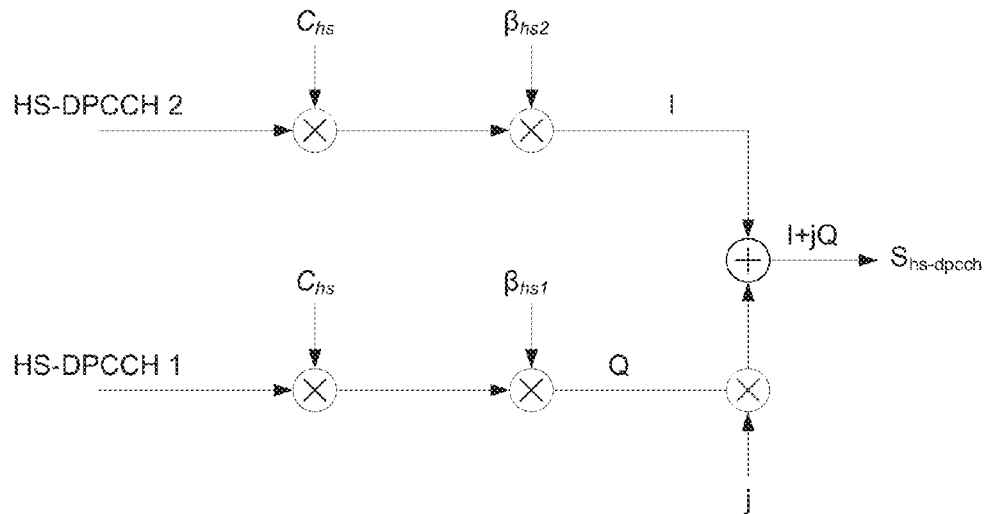 C_hs
β_hs2
HS-DPCCH 2
I
I+jQ
S_hs-dpcch
C_hs
β_hs1
HS-DPCCH 1
Q
j